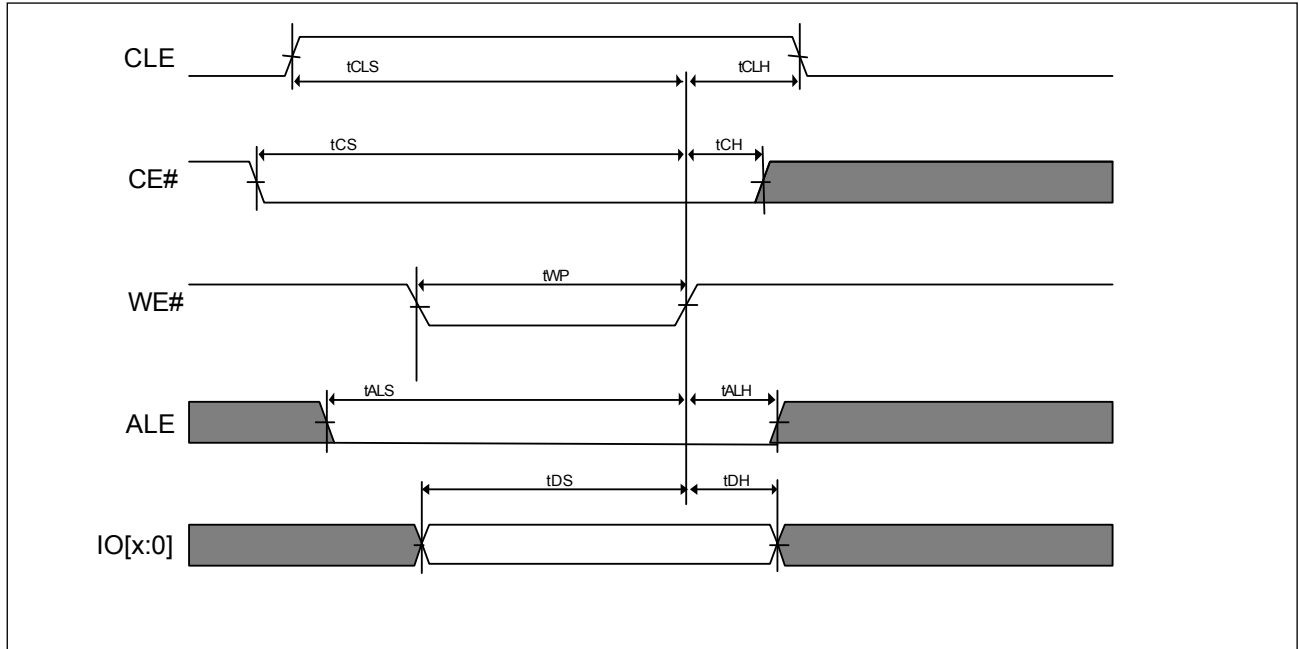 CLE
tCLS tCLH
tCS tCH
CE#
tWP
WE#
tALS tALH
ALE
tDS tDH
IO[x:0]